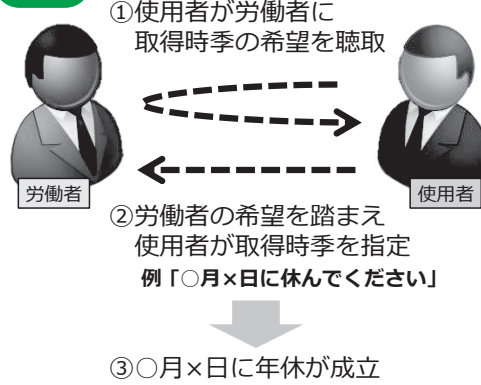 ①使用者が労働者に
取得時季の希望を聴取
労働者
使用者
②労働者の希望を踏まえ
使用者が取得時季を指定
例「○月×日に休んでください」
③○月×日に年休が成立